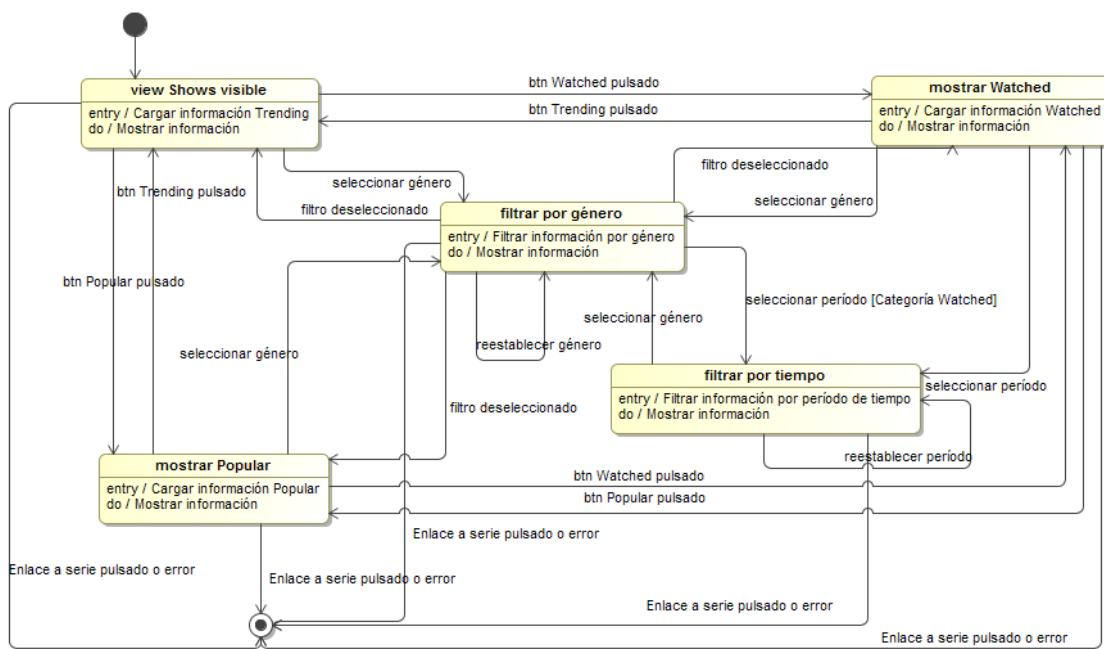 view Shows visible
entry / Cargar información Trending
do / Mostrar información
btn Watched pulsado
btn Trending pulsado
mostrar Watched
entry / Cargar información Watched
do / Mostrar información
filtro deseleccionado
seleccionar género
btn Trending pulsado
seleccionar género
filtro deseleccionado
filtrar por género
entry / Filtrar información por género
do / Mostrar información
btn Popular pulsado
seleccionar período [Categoría Watched]
seleccionar género
reestablecer género
seleccionar género
filtrar por tiempo
entry / Filtrar información por período de tiempo
do / Mostrar información
seleccionar período
filtro deseleccionado
reestablecer período
mostrar Popular
entry / Cargar información Popular
do / Mostrar información
btn Watched pulsado
btn Popular pulsado
Enlace a serie pulsado o error
Enlace a serie pulsado o error
Enlace a serie pulsado o error
Enlace a serie pulsado o error
Enlace a serie pulsado o error